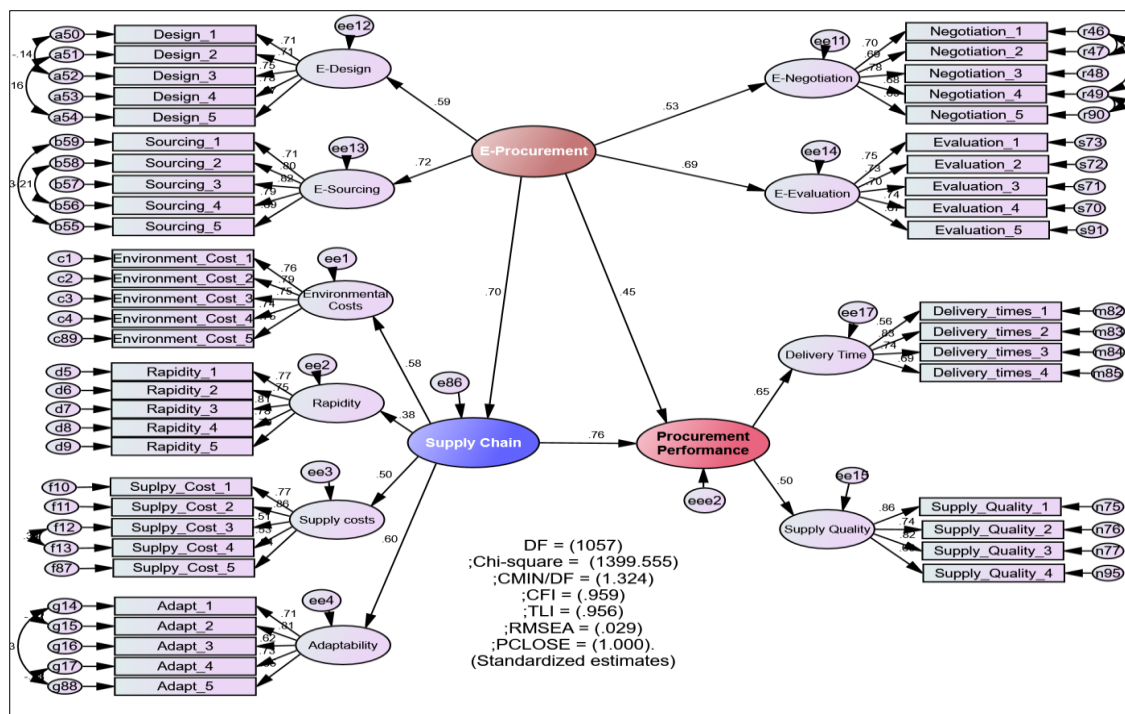 a50 Design_1
a51 Design_2
a52 Design_3
a53 Design_4
a54 Design_5
-.14
16
.71
.71
.75
.78
ee12
E-Design
.59
b59 Sourcing_1
b58 Sourcing_2
b57 Sourcing_3
b56 Sourcing_4
b55 Sourcing_5
.21
.71
.80
.82
.79
.69
ee13
E-Sourcing
.72
E-Procurement
.53
.69
.70
.45
ee11
E-Negotiation
.70
.69
.78
.68
Negotiation_1 r46
Negotiation_2 r47
Negotiation_3 r48
Negotiation_4 r49
Negotiation_5 r90
ee14
E-Evaluation
.75
.73
.70
.74
.67
Evaluation_1 s73
Evaluation_2 s72
Evaluation_3 s71
Evaluation_4 s70
Evaluation_5 s91
c1 Environment_Cost_1
c2 Environment_Cost_2
c3 Environment_Cost_3
c4 Environment_Cost_4
c89 Environment_Cost_5
.76
.79
.75
.74
ee1
Environmental
Costs
.58
d5 Rapidity_1
d6 Rapidity_2
d7 Rapidity_3
d8 Rapidity_4
d9 Rapidity_5
.77
.75
.81
ee2
Rapidity
.38
e86
Supply Chain
.76
Procurement
Performance
eee2
.65
.50
ee17
Delivery Time
.56
.83
.74
.69
Delivery_times_1 m82
Delivery_times_2 m83
Delivery_times_3 m84
Delivery_times_4 m85
ee15
Supply Quality
.86
.74
.82
Supply_Quality_1 n75
Supply_Quality_2 n76
Supply_Quality_3 n77
Supply_Quality_4 n95
f10 Suplpy_Cost_1
f11 Suplpy_Cost_2
f12 Suplpy_Cost_3
f13 Suplpy_Cost_4
f87 Suplpy_Cost_5
.77
.86
.51
.53
ee3
Supply costs
.50
g14 Adapt_1
g15 Adapt_2
g16 Adapt_3
g17 Adapt_4
g88 Adapt_5
.71
.81
.62
.73
ee4
Adaptability
.60
DF = (1057)
;Chi-square = (1399.555)
;CMIN/DF = (1.324)
;CFI = (.959)
;TLI = (.956)
;RMSEA = (.029)
;PCLOSE = (1.000).
(Standardized estimates)